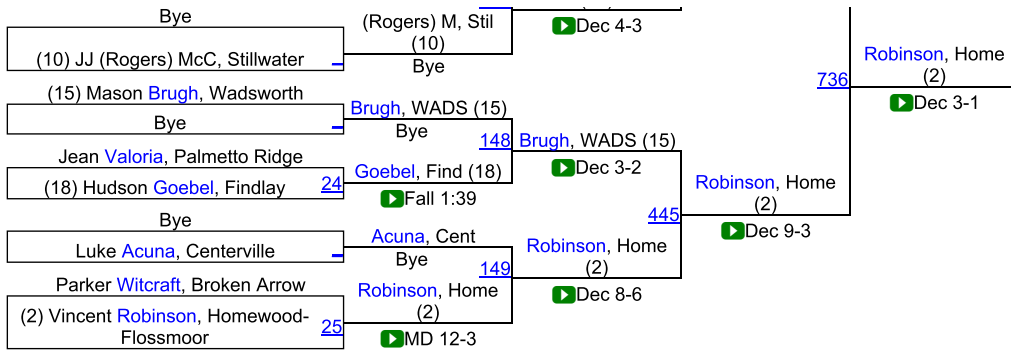 Bye
(10) JJ (Rogers) McC, Stillwater
(15) Mason Brugh, Wadsworth
Bye
Jean Valoria, Palmetto Ridge
(18) Hudson Goebel, Findlay
24
Bye
Luke Acuna, Centerville
Parker Witcraft, Broken Arrow
(2) Vincent Robinson, Homewood-
Flossmoor
25
(Rogers) M, Stil
(10)
Bye
Brugh, WADS (15)
Bye
148
Goebel, Find (18)
Fall 1:39
Acuna, Cent
Bye
149
Robinson, Home
(2)
MD 12-3
Dec 4-3
Brugh, WADS (15)
Dec 3-2
445
Robinson, Home
(2)
Dec 8-6
736
Robinson, Home
(2)
Dec 9-3
Robinson, Home
(2)
Dec 3-1